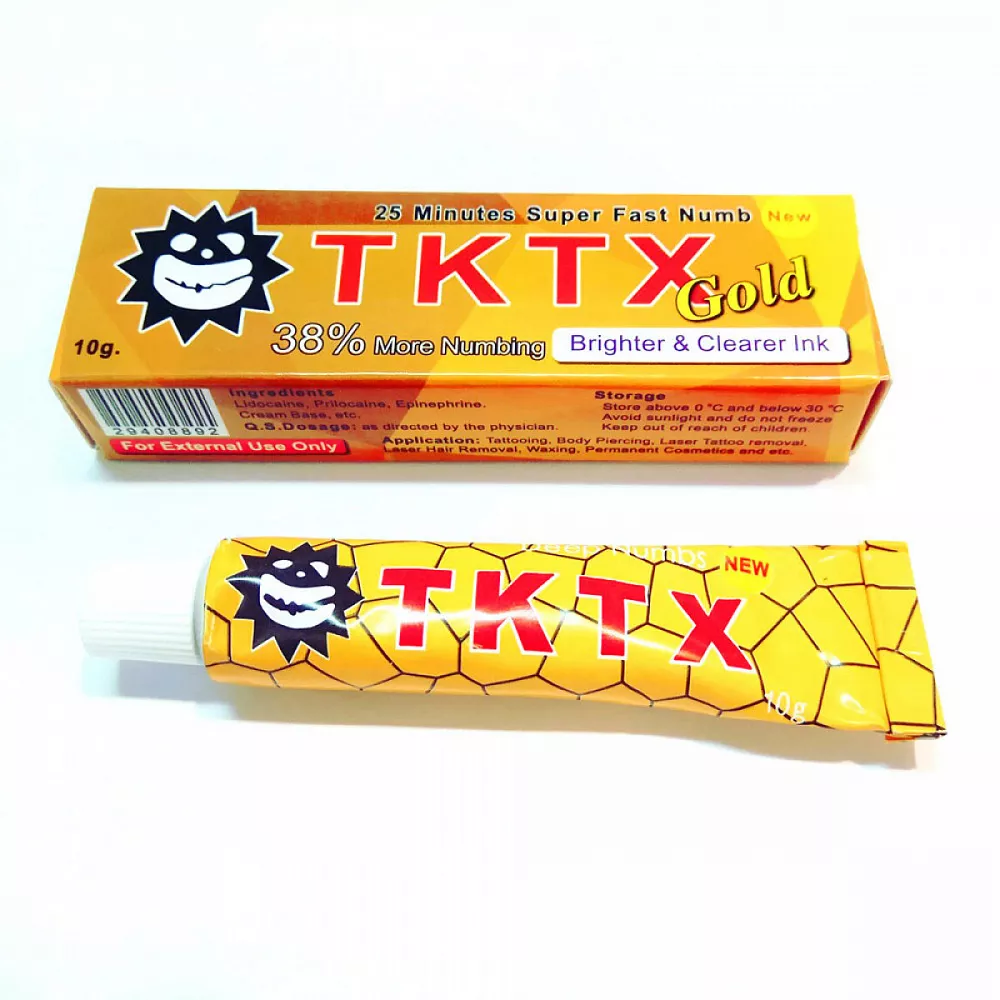 25 Minutes Super Fast Numb New
TKTX
Gold
10g.
38% More Numbing
Brighter & Clearer Ink
Ingredients
Lidocaine, Prilocaine, Epinephrine.
Cream Base, etc.
Q.S.Dosage: as directed by the physician.
29408892
For External Use Only
Storage
Store above 0 °C and below 30 °C
Avoid sunlight and do not freeze
Keep out of reach of children.
Application: Tattooing, Body Piercing, Laser Tattoo removal,
Laser Hair Removal, Waxing, Permanent Cosmetics and etc.
Deep Numbs
NEW
TKTX
10g